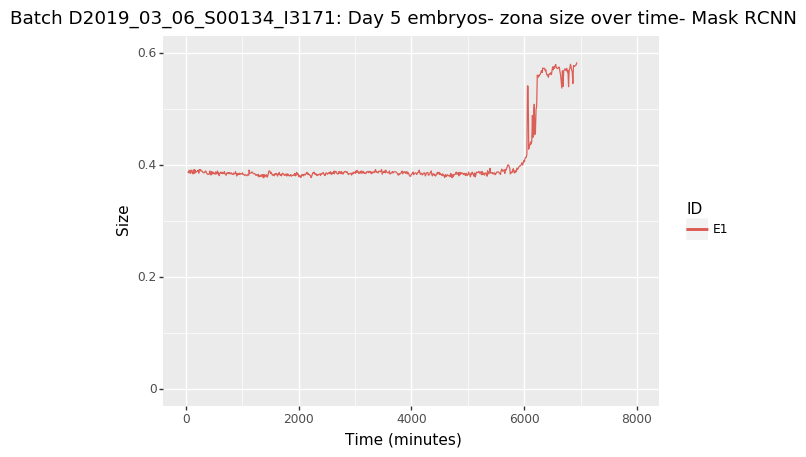 Batch D2019_03_06_S00134_I3171: Day 5 embryos- zona size over time- Mask RCNN
0.6
0.4
0.2
0
Size
0 2000 4000 6000 8000
Time (minutes)
ID
E1